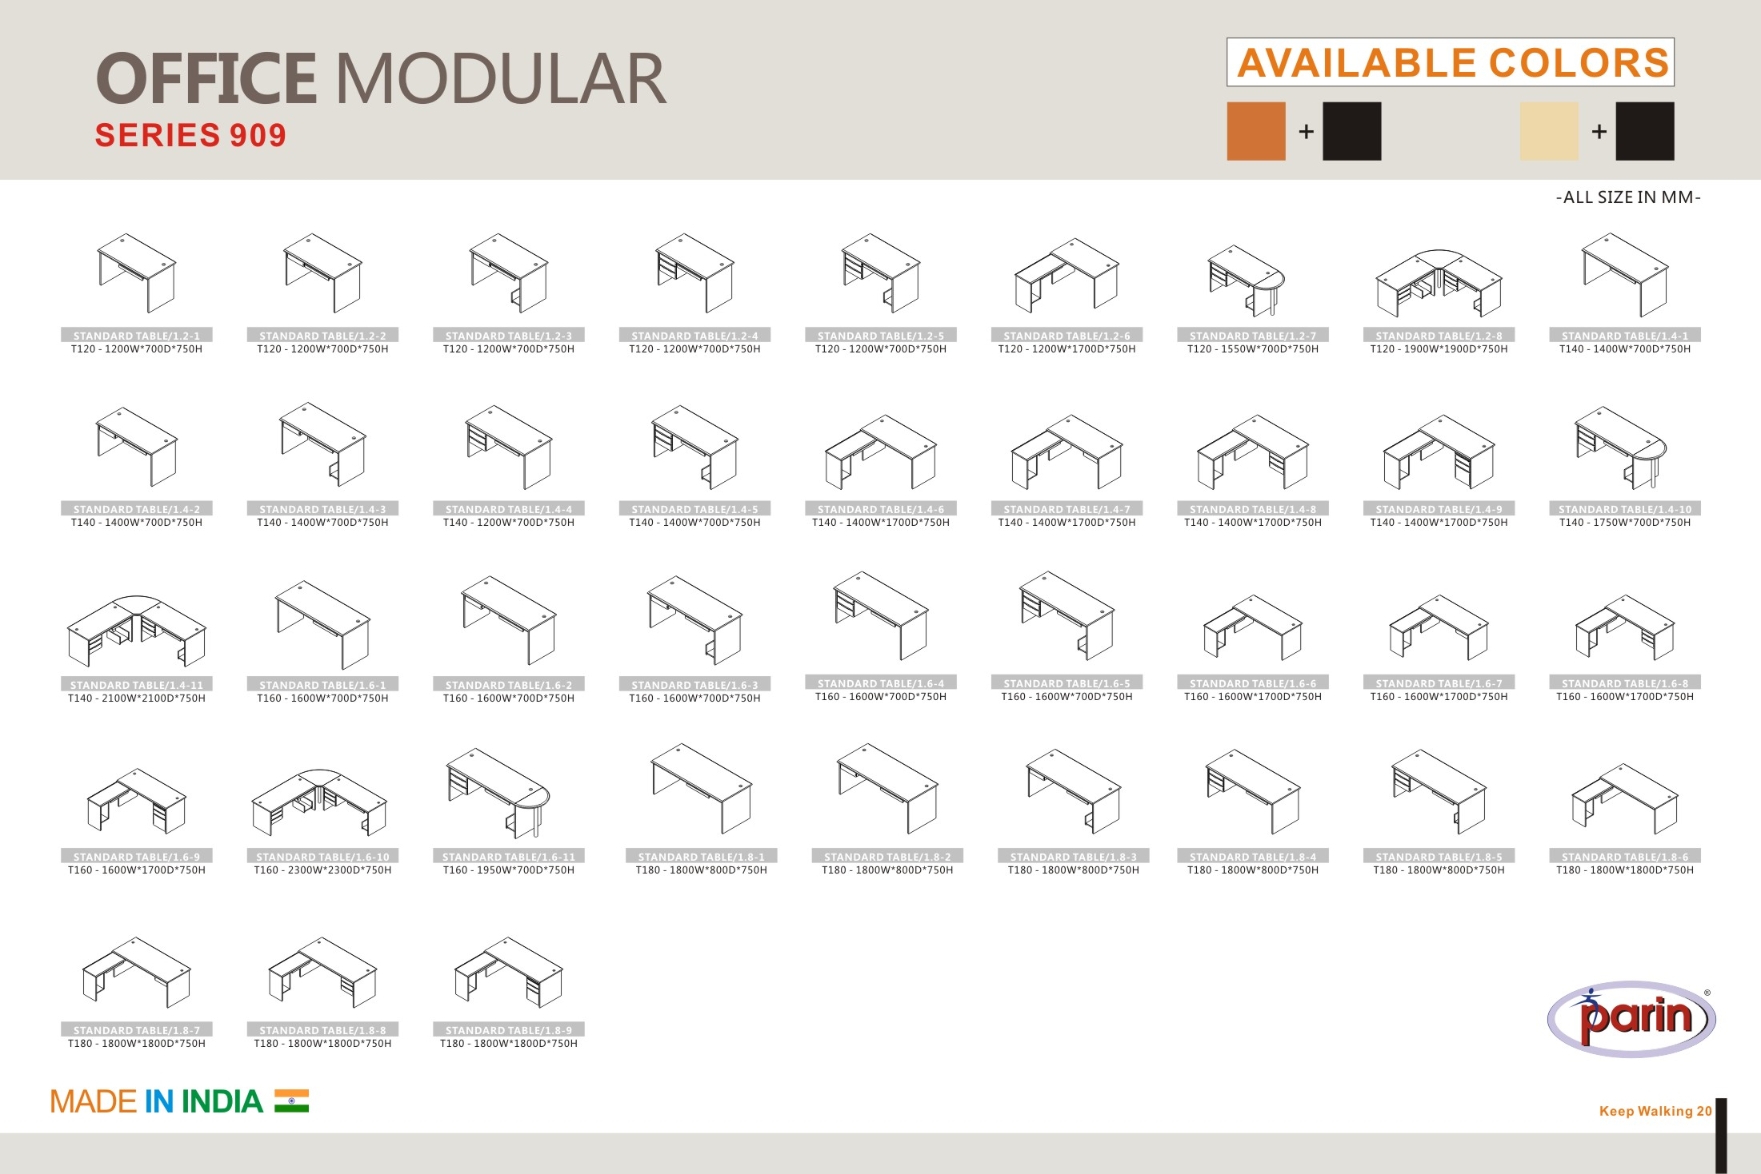 OFFICE MODULAR
SERIES 909
AVAILABLE COLORS
+ +
-ALL SIZE IN MM-
STANDARD TABLE/1.2-1 STANDARD TABLE/1.2-2 STANDARD TABLE/1.2-3 STANDARD TABLE/1.2-4 STANDARD TABLE/1.2-5 STANDARD TABLE/1.2-6 STANDARD TABLE/1.2-7 STANDARD TABLE/1.2-8 STANDARD TABLE/1.4-1
T120 - 1200W*700D*750H T120 - 1200W*700D*750H T120 - 1200W*700D*750H T120 - 1200W*700D*750H T120 - 1200W*700D*750H T120 - 1200W*1700D*750H T120 - 1550W*700D*750H T120 - 1900W*1900D*750H T140 - 1400W*700D*750H
STANDARD TABLE/1.4-2 STANDARD TABLE/1.4-3 STANDARD TABLE/1.4-4 STANDARD TABLE/1.4-5 STANDARD TABLE/1.4-6 STANDARD TABLE/1.4-7 STANDARD TABLE/1.4-8 STANDARD TABLE/1.4-9 STANDARD TABLE/1.4-10
T140 - 1400W*700D*750H T140 - 1400W*700D*750H T140 - 1200W*700D*750H T140 - 1400W*700D*750H T140 - 1400W*1700D*750H T140 - 1400W*1700D*750H T140 - 1400W*1700D*750H T140 - 1400W*1700D*750H T140 - 1750W*700D*750H
STANDARD TABLE/1.4-11 STANDARD TABLE/1.6-1 STANDARD TABLE/1.6-2 STANDARD TABLE/1.6-3 STANDARD TABLE/1.6-4 STANDARD TABLE/1.6-5 STANDARD TABLE/1.6-6 STANDARD TABLE/1.6-7 STANDARD TABLE/1.6-8
T140 - 2100W*2100D*750H T160 - 1600W*700D*750H T160 - 1600W*700D*750H T160 - 1600W*700D*750H T160 - 1600W*700D*750H T160 - 1600W*700D*750H T160 - 1600W*1700D*750H T160 - 1600W*1700D*750H T160 - 1600W*1700D*750H
STANDARD TABLE/1.6-9 STANDARD TABLE/1.6-10 STANDARD TABLE/1.6-11 STANDARD TABLE/1.8-1 STANDARD TABLE/1.8-2 STANDARD TABLE/1.8-3 STANDARD TABLE/1.8-4 STANDARD TABLE/1.8-5 STANDARD TABLE/1.8-6
T160 - 1600W*1700D*750H T160 - 2300W*2300D*750H T160 - 1950W*700D*750H T180 - 1800W*800D*750H T180 - 1800W*800D*750H T180 - 1800W*800D*750H T180 - 1800W*800D*750H T180 - 1800W*800D*750H T180 - 1800W*1800D*750H
STANDARD TABLE/1.8-7 STANDARD TABLE/1.8-8 STANDARD TABLE/1.8-9
T180 - 1800W*1800D*750H T180 - 1800W*1800D*750H T180 - 1800W*1800D*750H
parin ®
MADE IN INDIA
Keep Walking 20